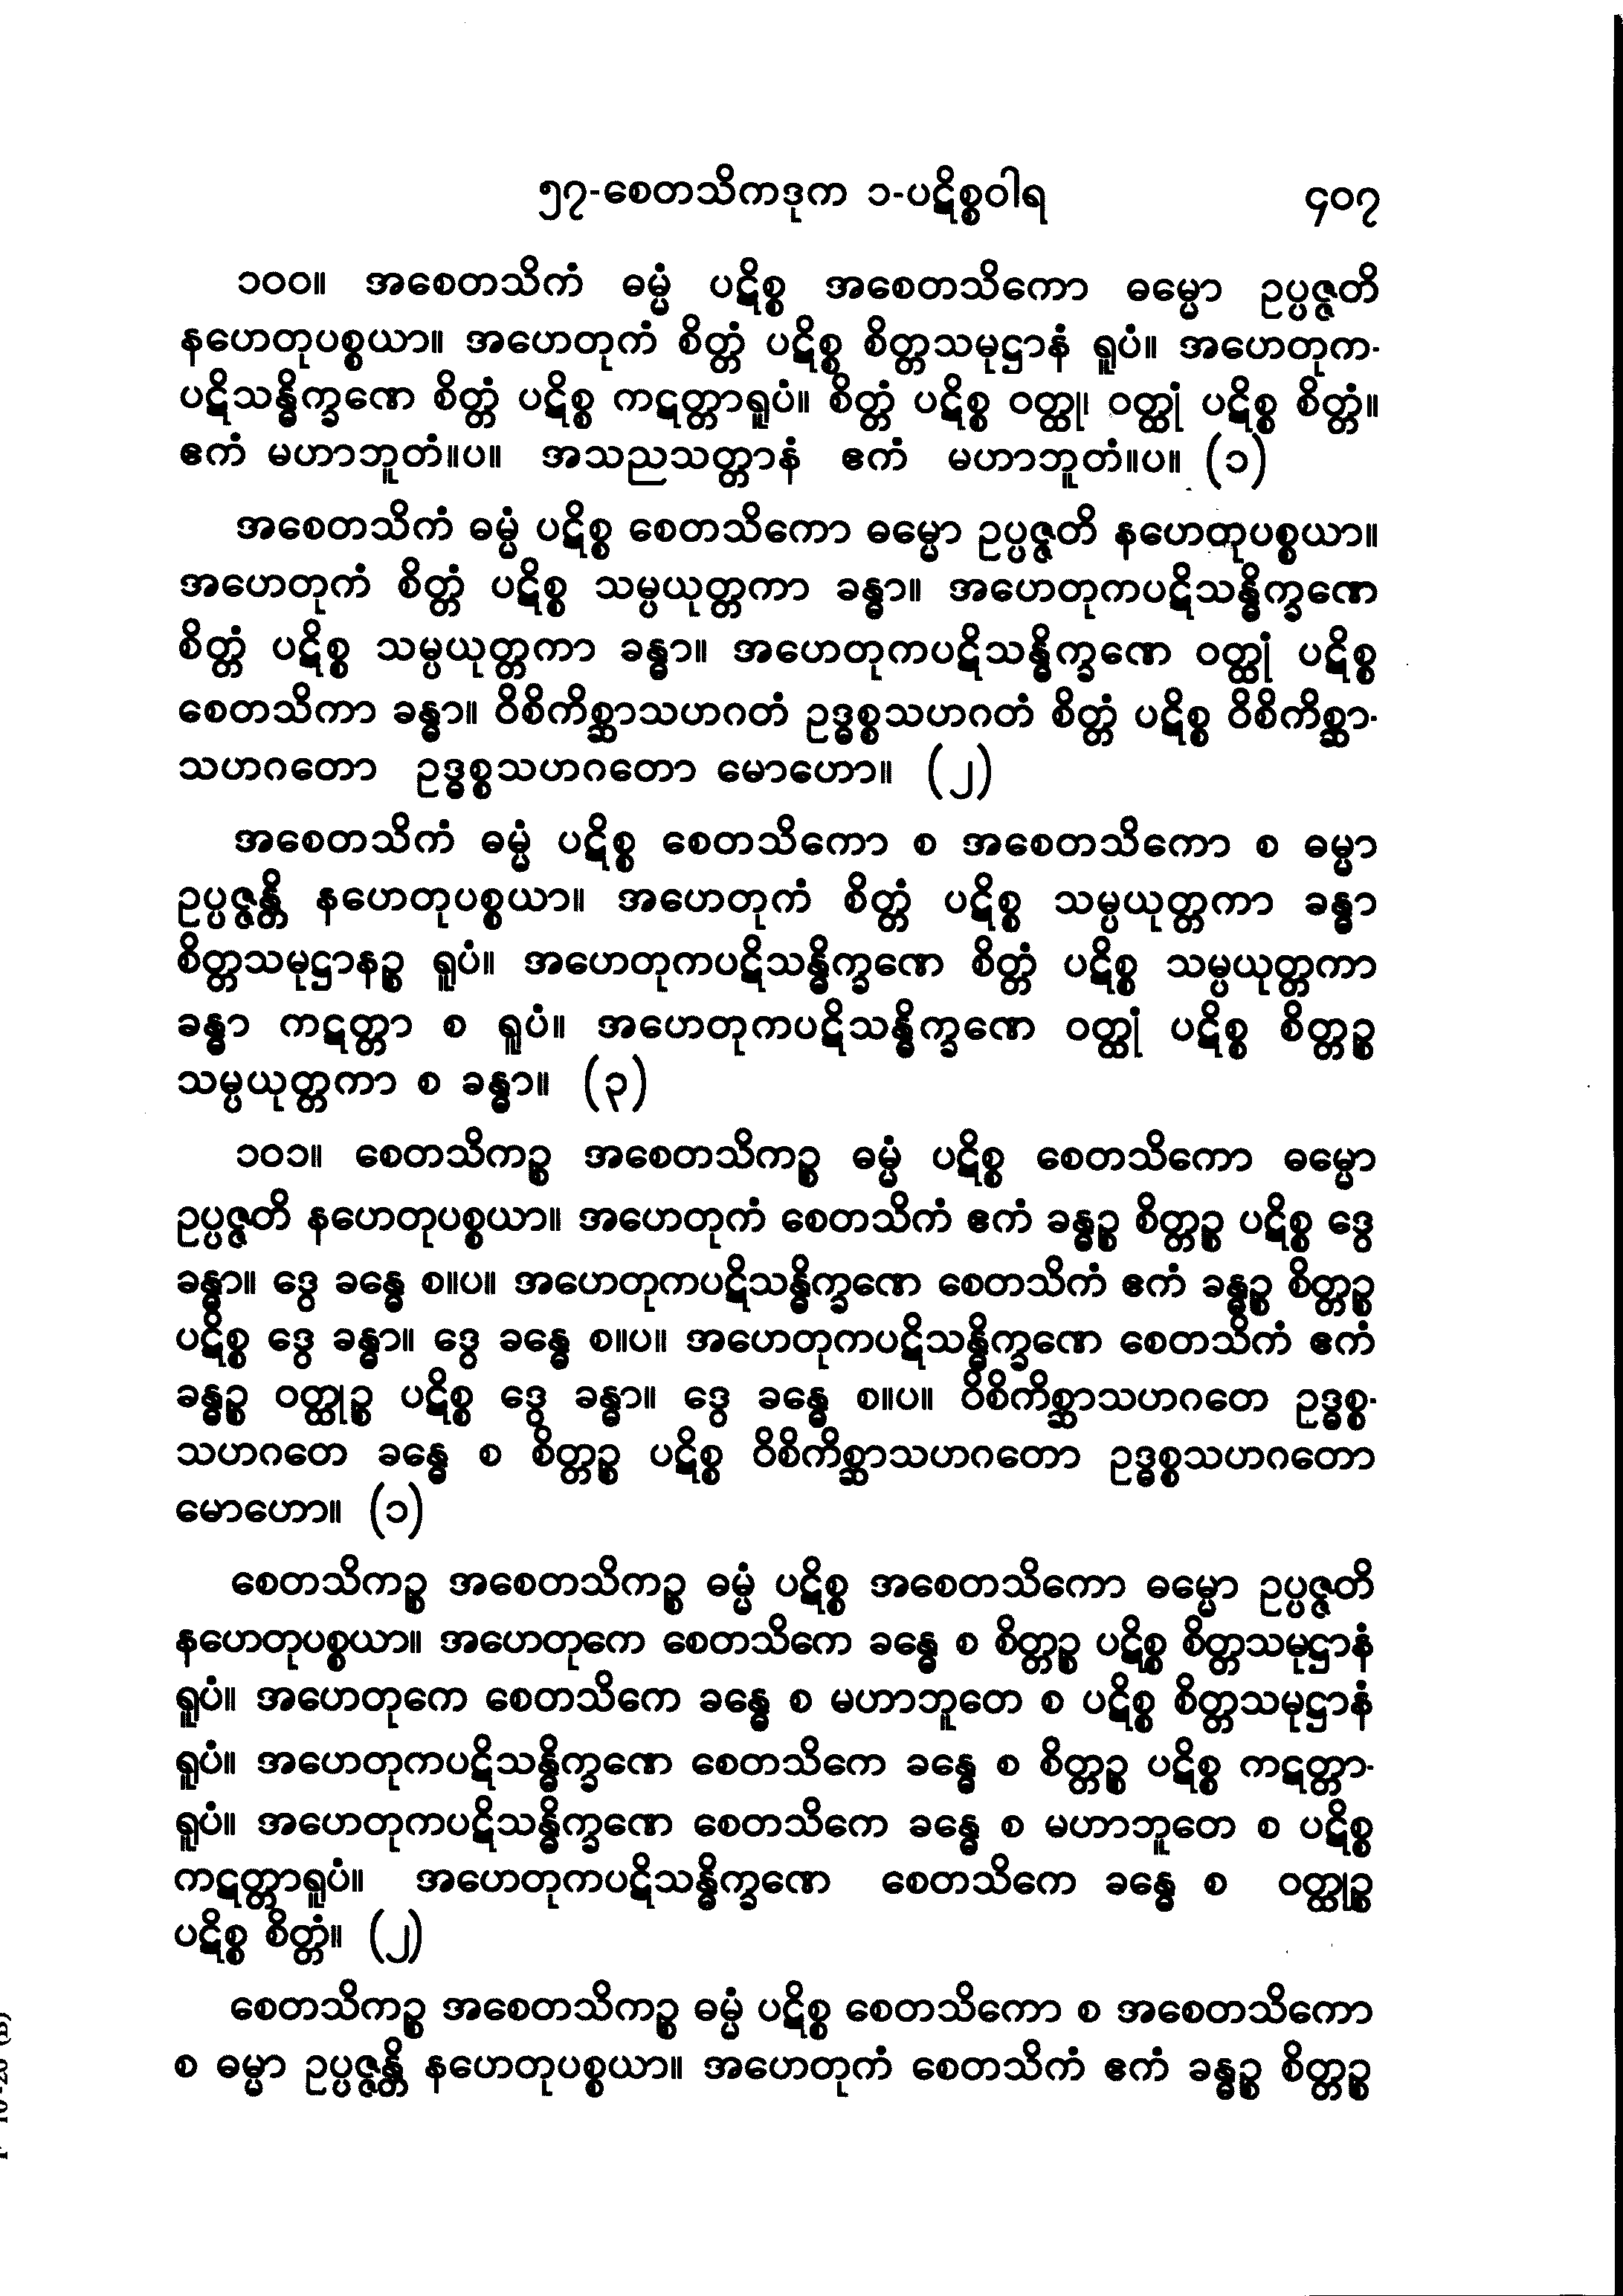 ၅၇-စေတသိကဒုက ၁-ပဋိစ္စဝါရ ၄၀၇
၁၀၀။ အစေတသိကံ ဓမ္မံ ပဋိစ္စ အစေတသိကော ဓမ္မော ဥပ္ပဇ္ဇတိ
နဟေတုပစ္စယာ။ အဟေတုကံ စိတ္တံ ပဋိစ္စ စိတ္တသမုဋ္ဌာနံ ရူပံ။ အဟေတုက-
ပဋိသန္ဓိက္ခဏေ စိတ္တံ ပဋိစ္စ ကဋတ္တာရူပံ။ စိတ္တံ ပဋိစ္စ ဝတ္ထု၊ ဝတ္ထုံ ပဋိစ္စ စိတ္တံ။
ဧကံ မဟာဘူတံ။ပ။ အသညသတ္တာနံ ဧကံ မဟာဘူတံ။ပ။ (၁)
အစေတသိကံ ဓမ္မံ ပဋိစ္စ စေတသိကော ဓမ္မော ဥပ္ပဇ္ဇတိ နဟေတုပစ္စယာ။
အဟေတုကံ စိတ္တံ ပဋိစ္စ သမ္ပယုတ္တကာ ခန္ဓာ။ အဟေတုကပဋိသန္ဓိက္ခဏေ
စိတ္တံ ပဋိစ္စ သမ္ပယုတ္တကာ ခန္ဓာ။ အဟေတုကပဋိသန္ဓိက္ခဏေ ဝတ္ထုံ ပဋိစ္စ
စေတသိကာ ခန္ဓာ။ ဝိစိကိစ္ဆာသဟဂတံ ဥဒ္ဓစ္စသဟဂတံ စိတ္တံ ပဋိစ္စ ဝိစိကိစ္ဆာ-
သဟဂတော ဥဒ္ဓစ္စသဟဂတော မောဟော။ (၂)
အစေတသိကံ ဓမ္မံ ပဋိစ္စ စေတသိကော စ အစေတသိကော စ ဓမ္မာ
ဥပ္ပဇ္ဇန္တိ နဟေတုပစ္စယာ။ အဟေတုကံ စိတ္တံ ပဋိစ္စ သမ္ပယုတ္တကာ ခန္ဓာ
စိတ္တသမုဋ္ဌာနဉ္စ ရူပံ။ အဟေတုကပဋိသန္ဓိက္ခဏေ စိတ္တံ ပဋိစ္စ သမ္ပယုတ္တကာ
ခန္ဓာ ကဋတ္တာ စ ရူပံ။ အဟေတုကပဋိသန္ဓိက္ခဏေ ဝတ္ထုံ ပဋိစ္စ စိတ္တဉ္စ
သမ္ပယုတ္တကာ စ ခန္ဓာ။ (၃)
၁၀၁။ စေတသိကဉ္စ အစေတသိကဉ္စ ဓမ္မံ ပဋိစ္စ စေတသိကော ဓမ္မော
ဥပ္ပဇ္ဇတိ နဟေတုပစ္စယာ။ အဟေတုကံ စေတသိကံ ဧကံ ခန္ဓဉ္စ စိတ္တဉ္စ ပဋိစ္စ ဒွေ
ခန္ဓာ။ ဒွေ ခန္ဓေ စ။ပ။ အဟေတုကပဋိသန္ဓိက္ခဏေ စေတသိကံ ဧကံ ခန္ဓဉ္စ စိတ္တဉ္စ
ပဋိစ္စ ဒွေ ခန္ဓာ။ ဒွေ ခန္ဓေ စ။ပ။ အဟေတုကပဋိသန္ဓိက္ခဏေ စေတသိကံ ဧကံ
ခန္ဓဉ္စ ဝတ္ထုဉ္စ ပဋိစ္စ ဒွေ ခန္ဓာ။ ဒွေ ခန္ဓေ စ။ပ။ ဝိစိကိစ္ဆာသဟဂတေ ဥဒ္ဓစ္စ-
သဟဂတေ ခန္ဓေ စ စိတ္တဉ္စ ပဋိစ္စ ဝိစိကိစ္ဆာသဟဂတော ဥဒ္ဓစ္စသဟဂတော
မောဟော။ (၁)
စေတသိကဉ္စ အစေတသိကဉ္စ ဓမ္မံ ပဋိစ္စ အစေတသိကော ဓမ္မော ဥပ္ပဇ္ဇတိ
နဟေတုပစ္စယာ။ အဟေတုကေ စေတသိကေ ခန္ဓေ စ စိတ္တဉ္စ ပဋိစ္စ စိတ္တသမုဋ္ဌာနံ
ရူပံ။ အဟေတုကေ စေတသိကေ ခန္ဓေ စ မဟာဘူတေ စ ပဋိစ္စ စိတ္တသမုဋ္ဌာနံ
ရူပံ။ အဟေတုကပဋိသန္ဓိက္ခဏေ စေတသိကေ ခန္ဓေ စ စိတ္တဉ္စ ပဋိစ္စ ကဋတ္တာ-
ရူပံ။ အဟေတုကပဋိသန္ဓိက္ခဏေ စေတသိကေ ခန္ဓေ စ မဟာဘူတေ စ ပဋိစ္စ
ကဋတ္တာရူပံ။ အဟေတုကပဋိသန္ဓိက္ခဏေ စေတသိကေ ခန္ဓေ စ ဝတ္ထုဉ္စ
ပဋိစ္စ စိတ္တံ။ (၂)
စေတသိကဉ္စ အစေတသိကဉ္စ ဓမ္မံ ပဋိစ္စ စေတသိကော စ အစေတသိကော
စ ဓမ္မာ ဥပ္ပဇ္ဇန္တိ နဟေတုပစ္စယာ။ အဟေတုကံ စေတသိကံ ဧကံ ခန္ဓဉ္စ စိတ္တဉ္စ